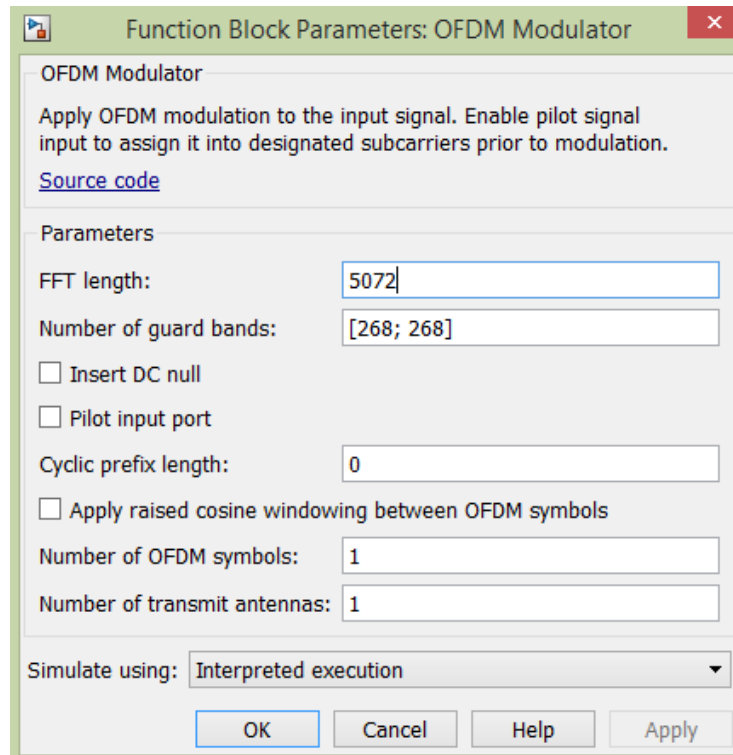 Function Block Parameters: OFDM Modulator
OFDM Modulator
Apply OFDM modulation to the input signal. Enable pilot signal
input to assign it into designated subcarriers prior to modulation.
Source code
Parameters
FFT length: 5072
Number of guard bands: [268; 268]
Insert DC null
Pilot input port
Cyclic prefix length: 0
Apply raised cosine windowing between OFDM symbols
Number of OFDM symbols: 1
Number of transmit antennas: 1
Simulate using: Interpreted execution
OK Cancel Help Apply